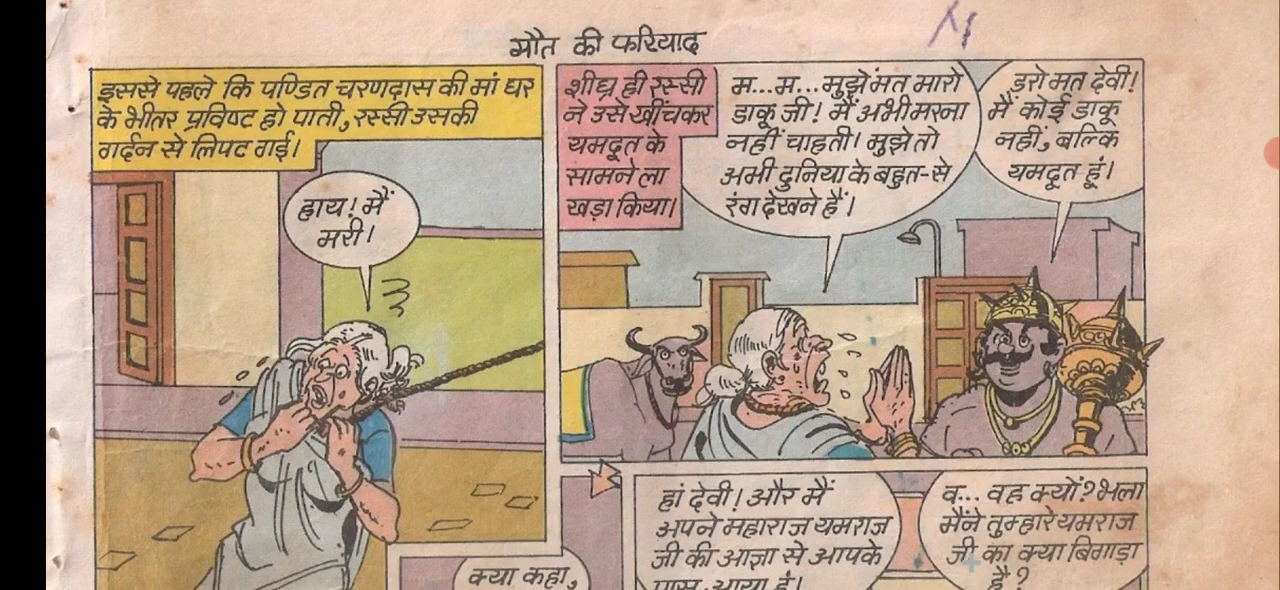 मौत की फरियाद
इससे पहले कि पण्डित चरणदास की मां घर
के भीतर प्रविष्ट हो पाती, रस्सी उसकी
गर्दन से लिपट गई।
हाय! मैं
मरी।
शीघ्र ही रस्सी
ने उसे खींचकर
यमदूत के
सामने ला
खड़ा किया।
म...म...मुझे मत मारो
डाकू जी! मैं अभी मरना
नहीं चाहती। मुझे तो
अभी दुनिया के बहुत-से
रंग देखने हैं।
डरो मत देवी!
मैं कोई डाकू
नहीं, बल्कि
यमदूत हूं।
क्या कहा,
हां देवी! और मैं
अपने महाराज यमराज
जी की आज्ञा से आपके
पास आया हूं।
व... वह क्यों? भला
मैंने तुम्हारे यमराज
जी का क्या बिगाड़ा
है?